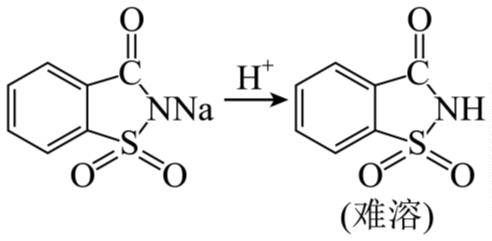 O O
C H⁺ C
NNa NH
S S
O O O O
(难溶)